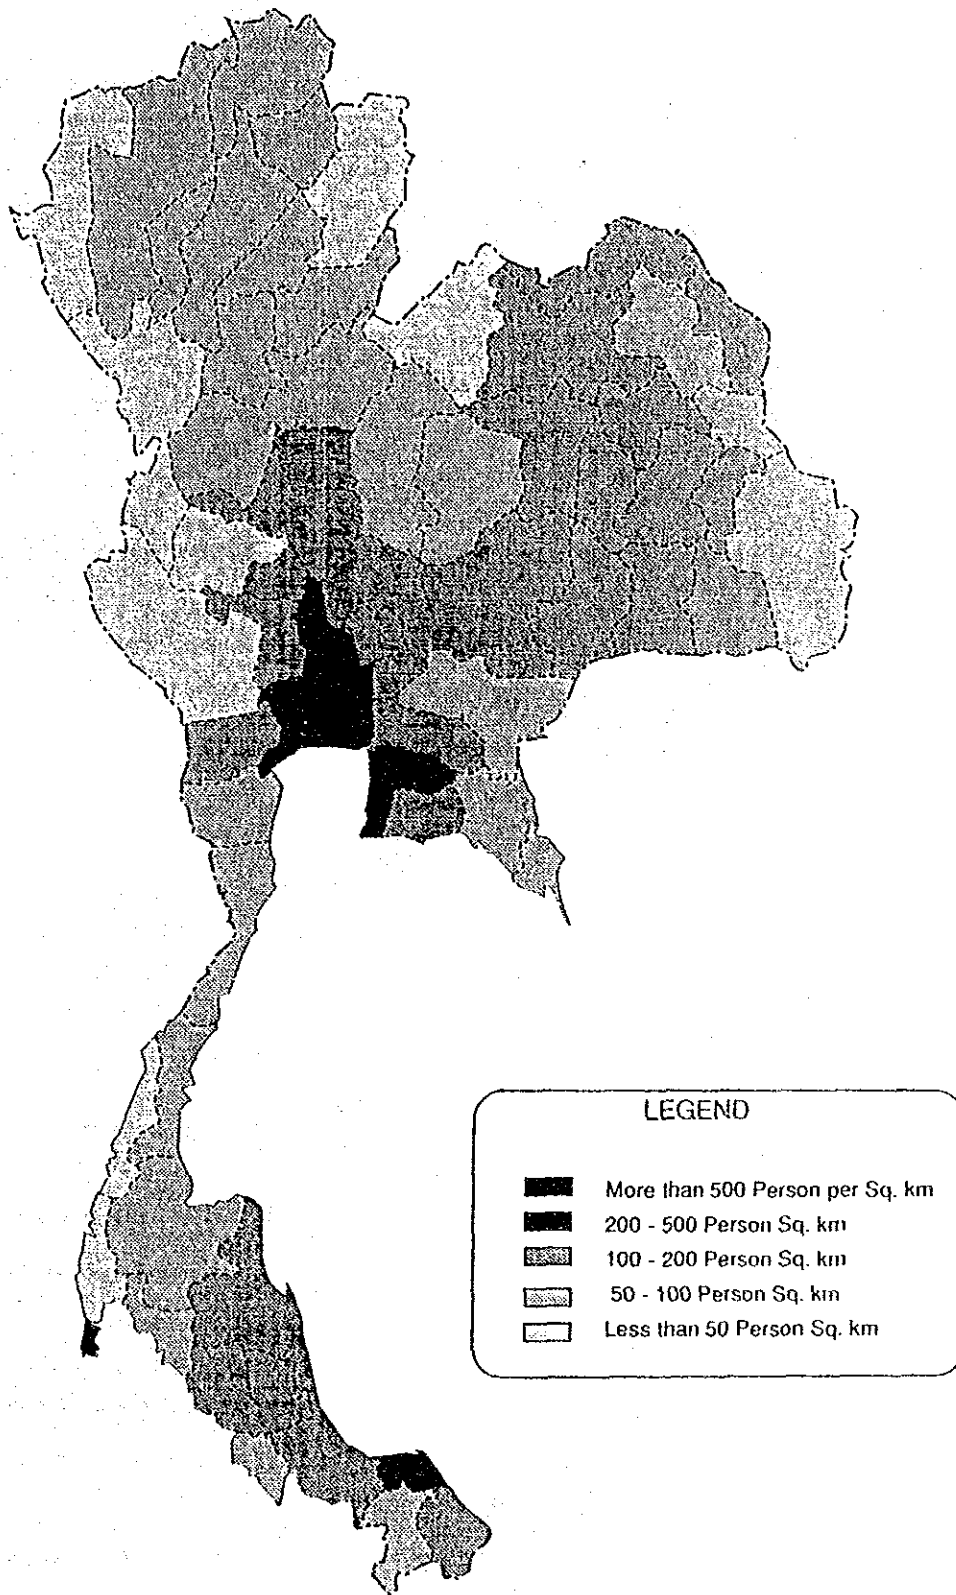 LEGEND
More than 500 Person per Sq. km
200 - 500 Person Sq. km
100 - 200 Person Sq. km
50 - 100 Person Sq. km
Less than 50 Person Sq. km